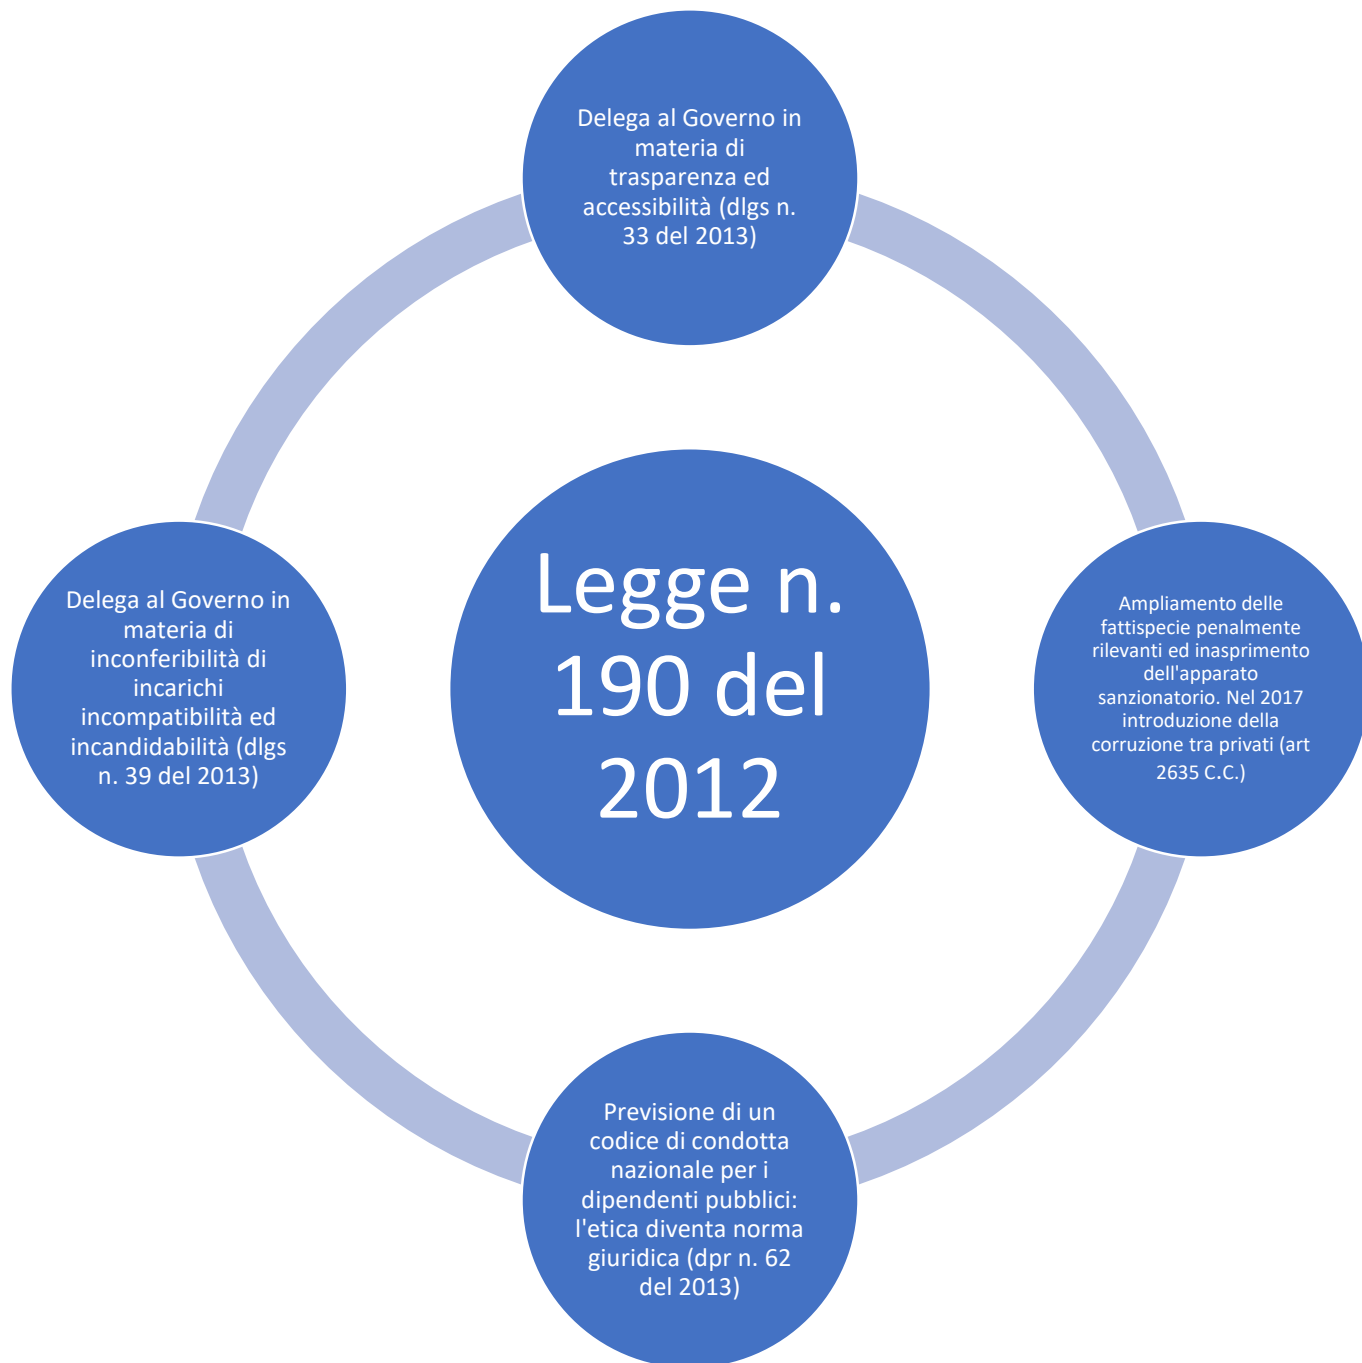 Delega al Governo in
materia di
trasparenza ed
accessibilità (dlgs n.
33 del 2013)
Legge n.
190 del
2012
Delega al Governo in
materia di
inconferibilità di
incarichi
incompatibilità ed
incandidabilità (dlgs
n. 39 del 2013)
Ampliamento delle
fattispecie penalmente
rilevanti ed inasprimento
dell'apparato
sanzionatorio. Nel 2017
introduzione della
corruzione tra privati (art
2635 C.C.)
Previsione di un
codice di condotta
nazionale per i
dipendenti pubblici:
l'etica diventa norma
giuridica (dpr n. 62
del 2013)